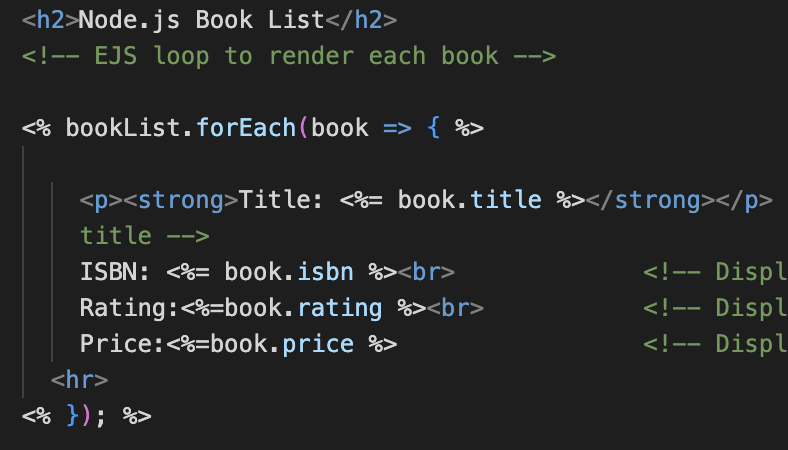 <h2>Node.js Book List</h2>
<!-- EJS loop to render each book -->
<% bookList.forEach(book => { %>
<p><strong>Title: <%= book.title %></strong></p>
title -->
ISBN: <%= book.isbn %><br> <!-- Displ
Rating:<%=book.rating %><br> <!-- Displ
Price:<%=book.price %> <!-- Displ
<hr>
<% }); %>